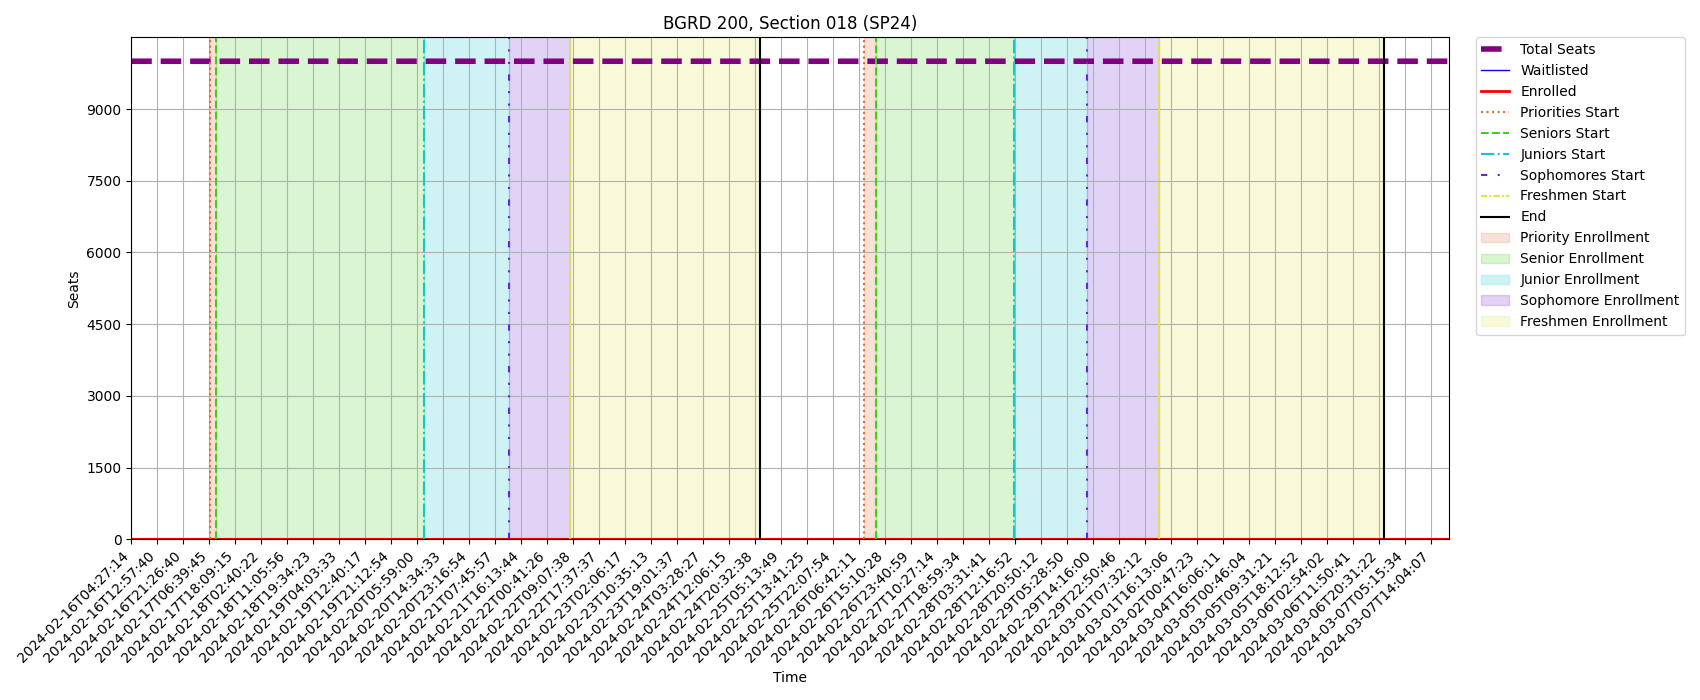 BGRD 200, Section 018 (SP24)
Total Seats
Waitlisted
Enrolled
Priorities Start
Seniors Start
Juniors Start
Sophomores Start
Freshmen Start
End
Priority Enrollment
Senior Enrollment
Junior Enrollment
Sophomore Enrollment
Freshmen Enrollment
Seats
9000
7500
6000
4500
3000
1500
0
2024-02-16T04:27:14
2024-02-16T12:57:40
2024-02-16T21:26:40
2024-02-17T06:39:45
2024-02-17T18:09:15
2024-02-18T02:40:22
2024-02-18T11:05:56
2024-02-18T19:34:23
2024-02-19T04:03:33
2024-02-19T12:40:17
2024-02-19T21:12:54
2024-02-20T05:59:00
2024-02-20T14:34:33
2024-02-20T23:16:54
2024-02-21T07:45:57
2024-02-21T16:13:44
2024-02-22T00:41:26
2024-02-22T09:07:38
2024-02-22T17:37:37
2024-02-23T02:06:17
2024-02-23T10:35:13
2024-02-23T19:01:37
2024-02-24T03:28:27
2024-02-24T12:06:15
2024-02-24T20:32:38
2024-02-25T05:13:49
2024-02-25T13:41:25
2024-02-25T22:07:54
2024-02-26T06:42:11
2024-02-26T15:10:28
2024-02-26T23:40:59
2024-02-27T10:27:14
2024-02-27T18:59:34
2024-02-28T03:31:41
2024-02-28T12:16:52
2024-02-28T20:50:12
2024-02-29T05:28:50
2024-02-29T14:16:00
2024-02-29T22:50:46
2024-03-01T07:32:12
2024-03-01T16:13:06
2024-03-02T00:47:23
2024-03-04T16:06:11
2024-03-05T00:46:04
2024-03-05T09:31:21
2024-03-05T18:12:52
2024-03-06T02:54:02
2024-03-06T11:50:41
2024-03-06T20:31:22
2024-03-07T05:15:34
2024-03-07T14:04:07
Time